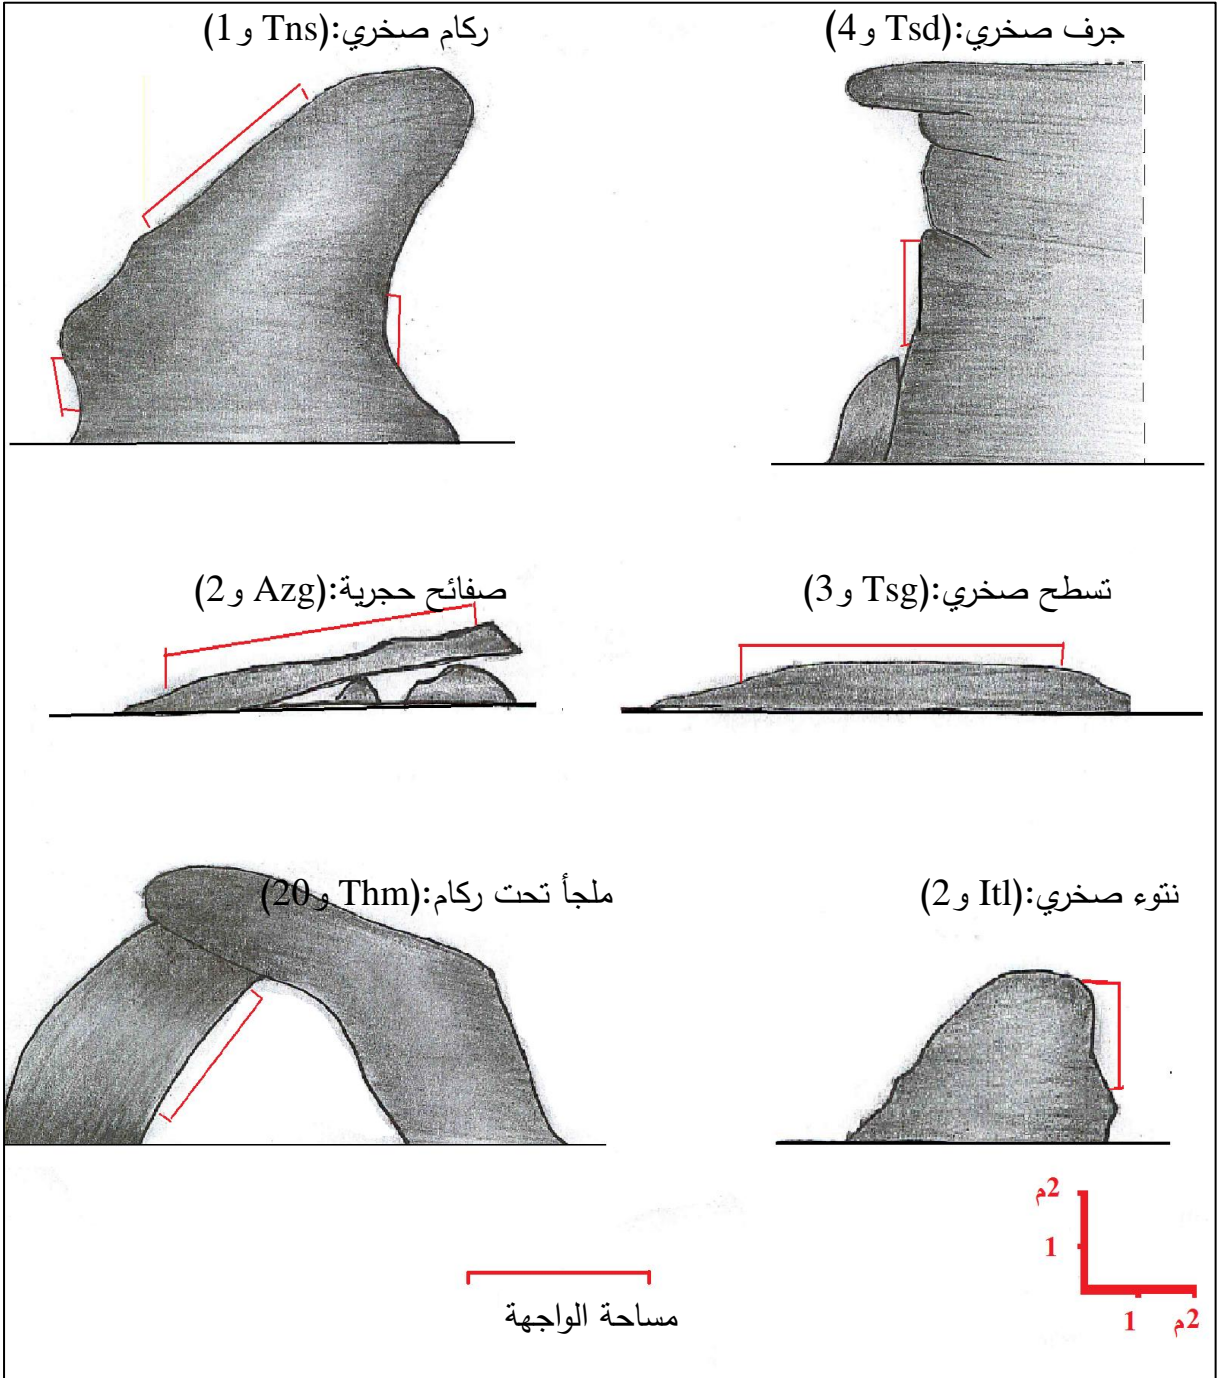 جرف صخري:(Tsd و4)
ركام صخري:(Tns و1)
تسطح صخري:(Tsg و3)
صفائح حجرية:(Azg و2)
نتوء صخري:(Itl و2)
ملجأ تحت ركام:(Thm و20)
2م
1
1
2م
مساحة الواجهة